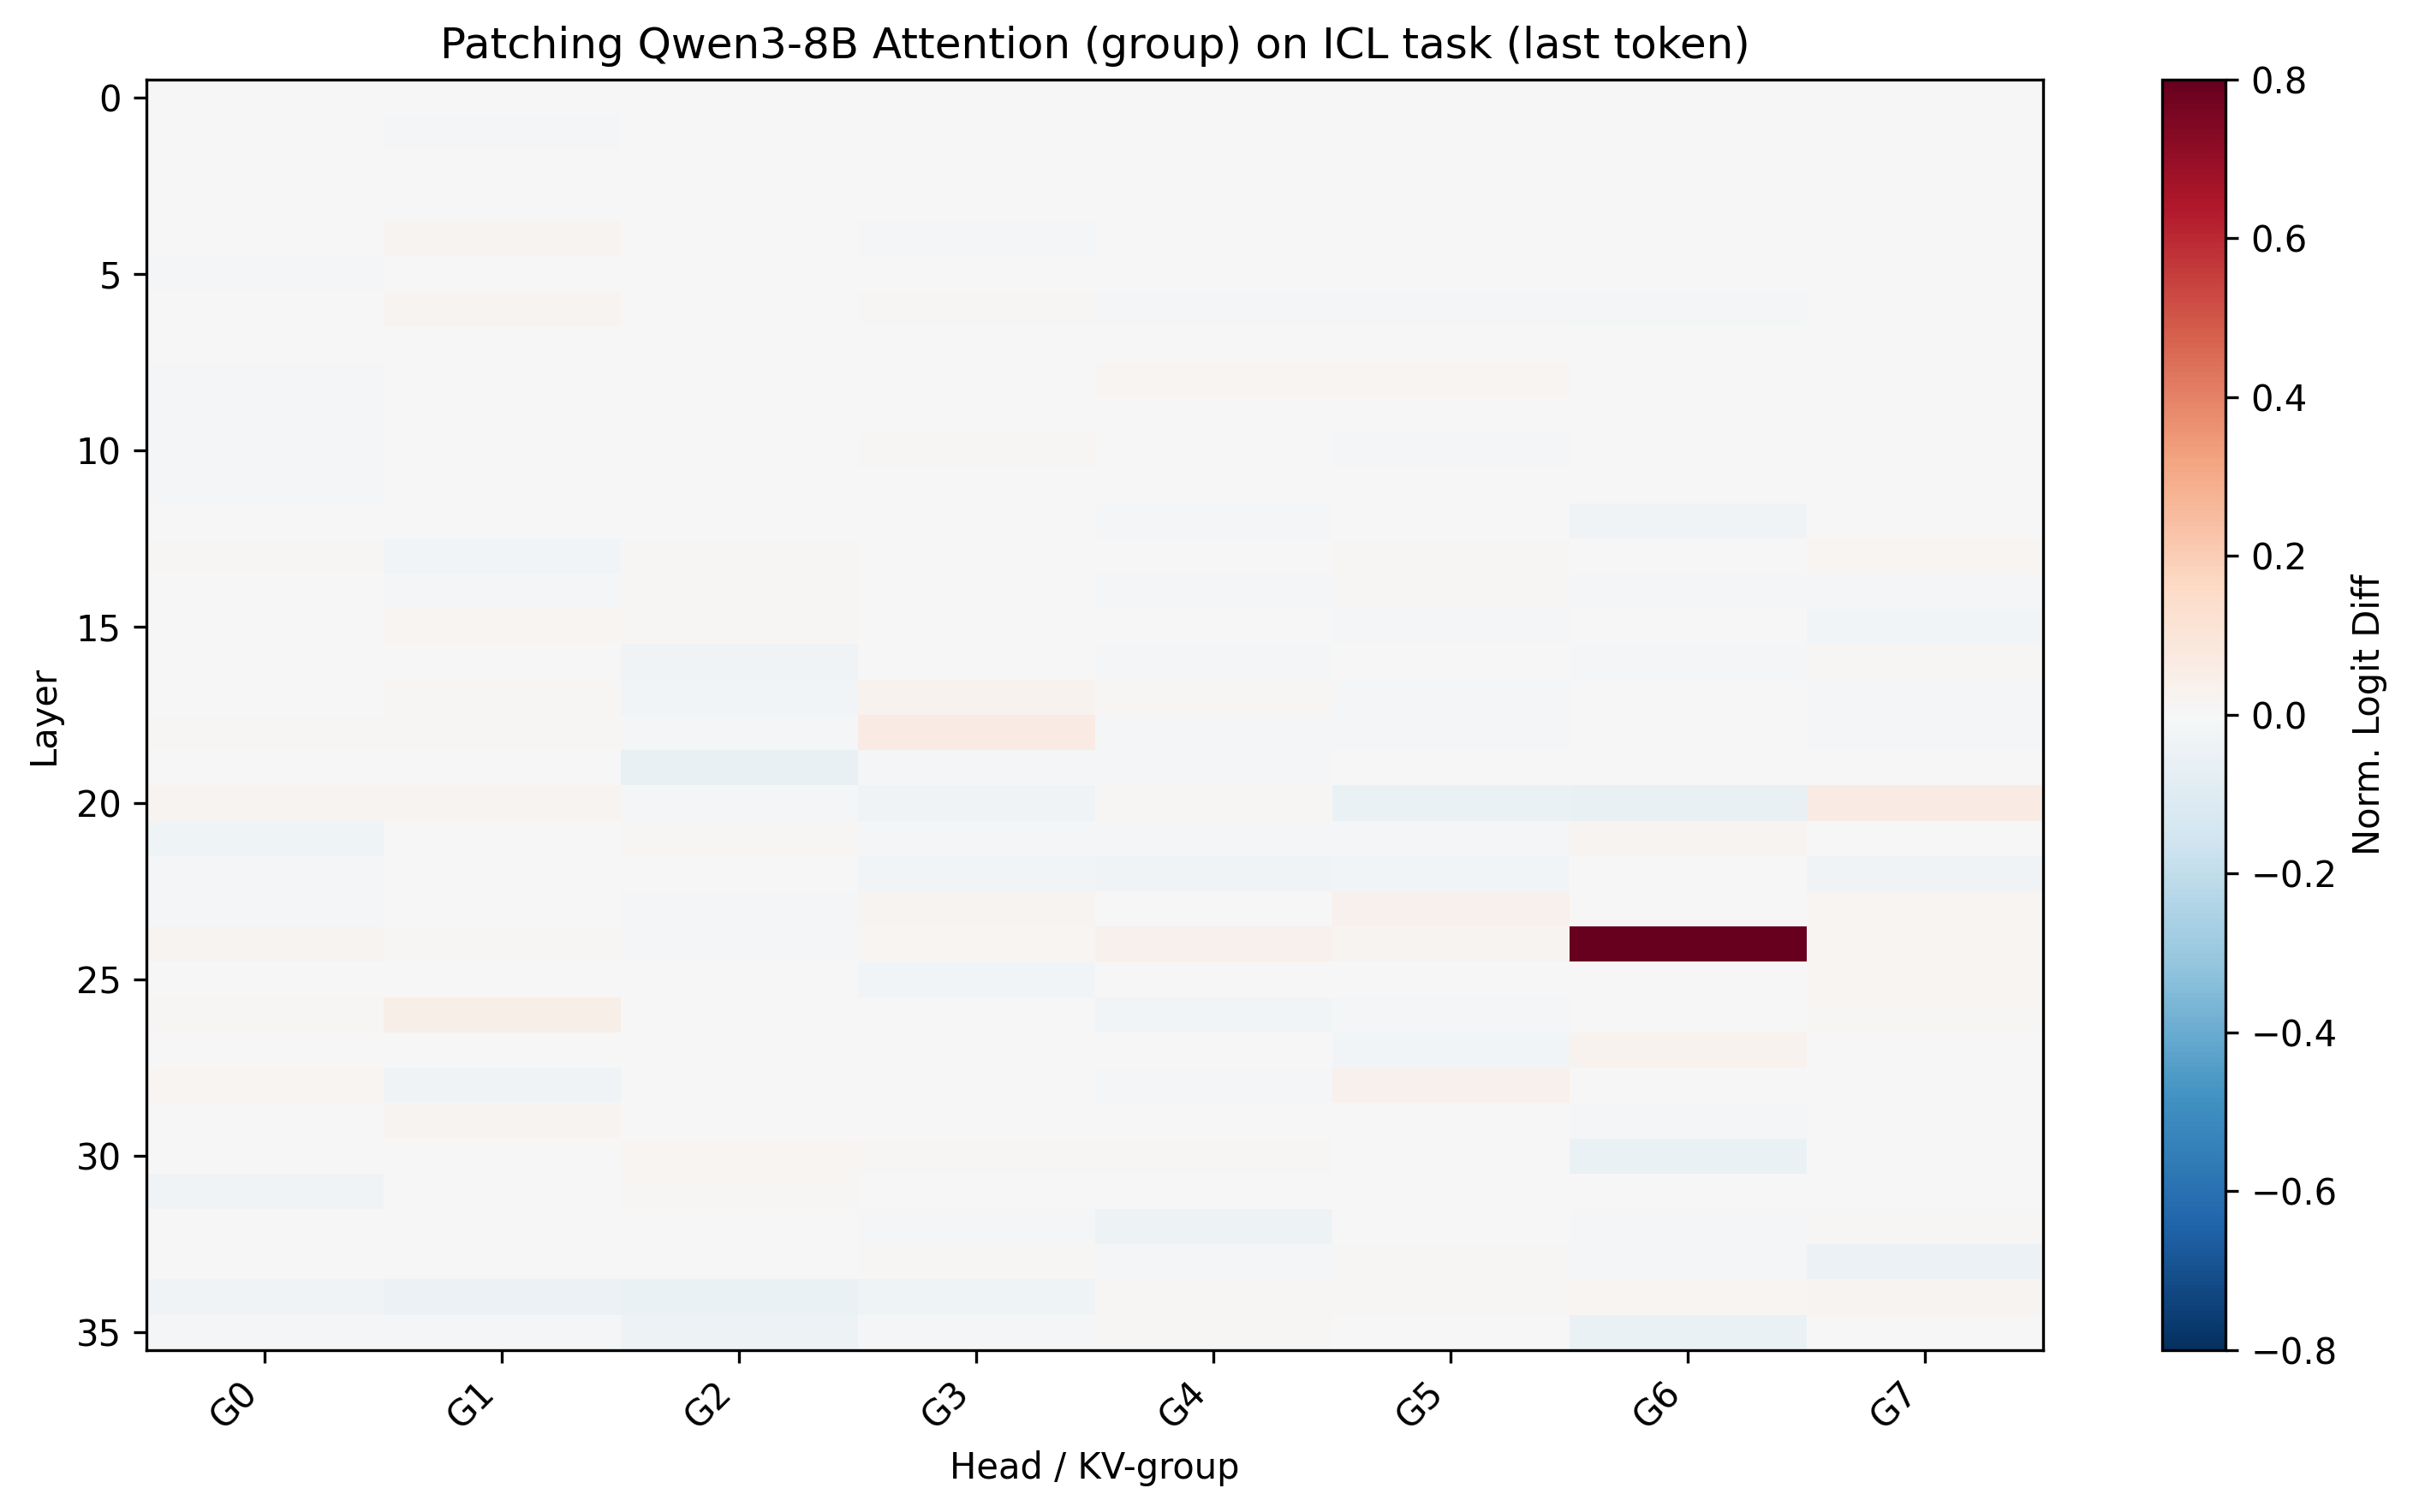 Patching Qwen3-8B Attention (group) on ICL task (last token)
0
5
10
15
20
25
30
35
Layer
G0
G1
G2
G3
G4
G5
G6
G7
Head / KV-group
0.8
0.6
0.4
0.2
0.0
−0.2
−0.4
−0.6
−0.8
Norm. Logit Diff